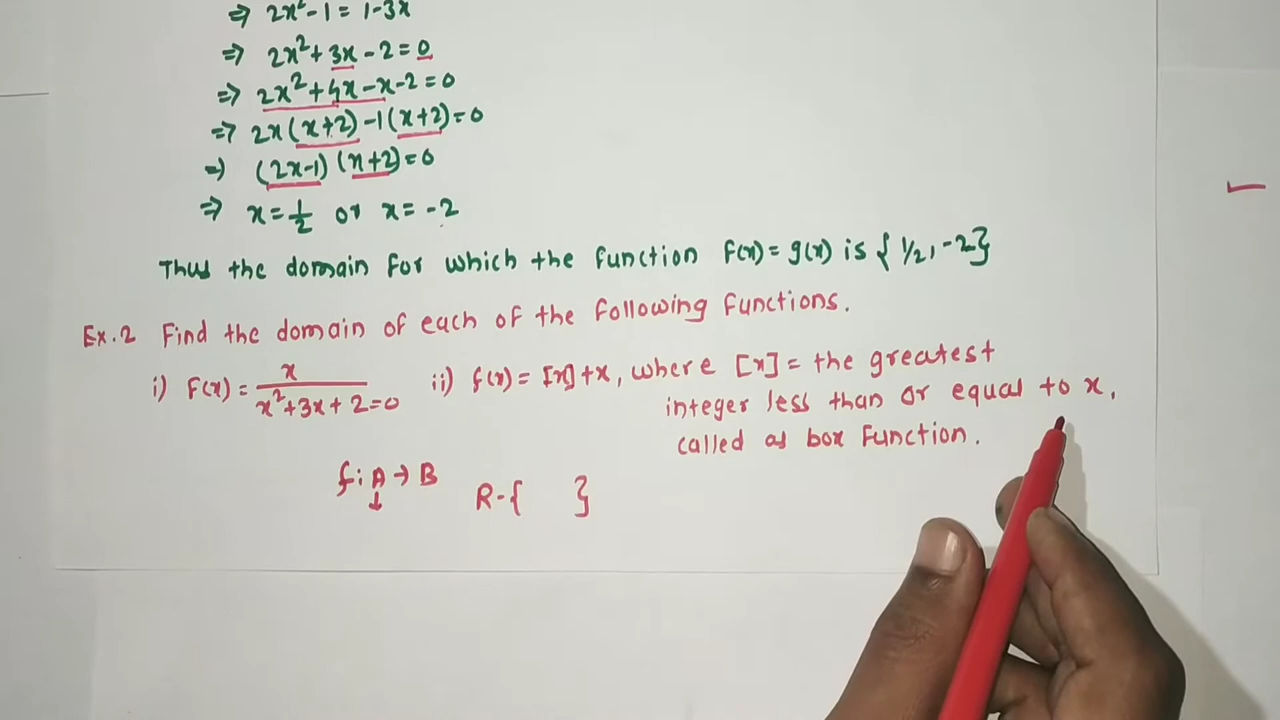 ⇒ 2x²-1 = 1-3x
⇒ 2x²+3x-2=0
⇒ 2x²+4x-x-2=0
⇒ 2x(x+2)-1(x+2)=0
⇒ (2x-1)(x+2)=0
⇒ x=1/2 or x=-2
Thus the domain for which the function f(x)=g(x) is {1/2,-2}
Ex.2 Find the domain of each of the following functions.
i) F(x)= x/(x²+3x+2=0) ii) f(x)=[x]+x, where [x]= the greatest
integer less than or equal to x,
called as box function.
f:A→B
↓
R-{ }